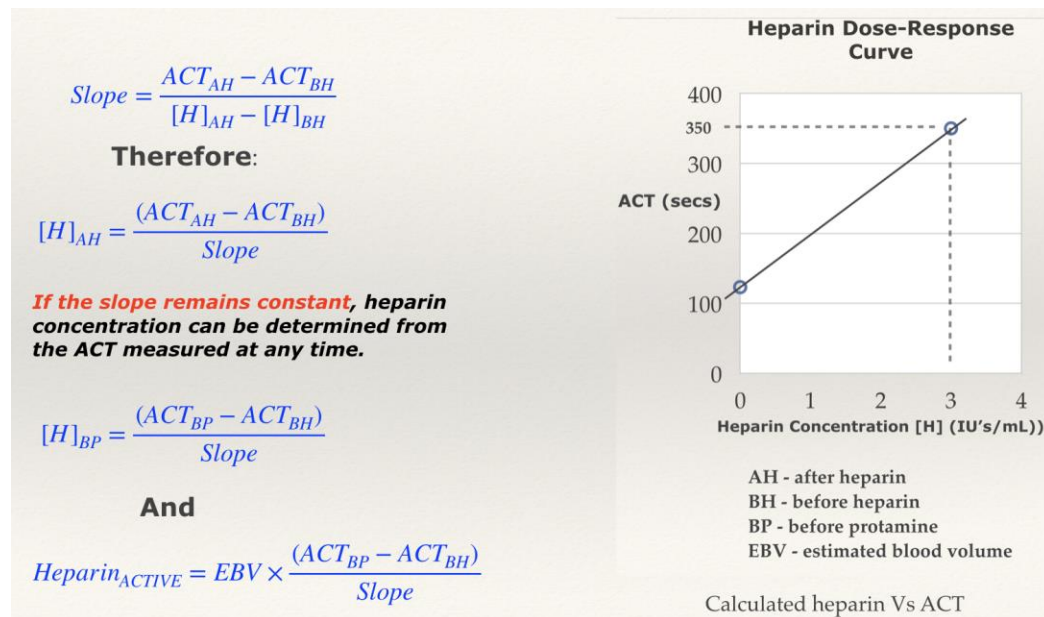 Slope = (ACT_AH − ACT_BH) / ([H]_AH − [H]_BH)
Therefore:
[H]_AH = (ACT_AH − ACT_BH) / Slope
If the slope remains constant, heparin
concentration can be determined from
the ACT measured at any time.
[H]_BP = (ACT_BP − ACT_BH) / Slope
And
Heparin_ACTIVE = EBV × (ACT_BP − ACT_BH) / Slope
Heparin Dose-Response
Curve
400
350
300
ACT (secs)
200
100
0
0 1 2 3 4
Heparin Concentration [H] (IU's/mL))
AH - after heparin
BH - before heparin
BP - before protamine
EBV - estimated blood volume
Calculated heparin Vs ACT